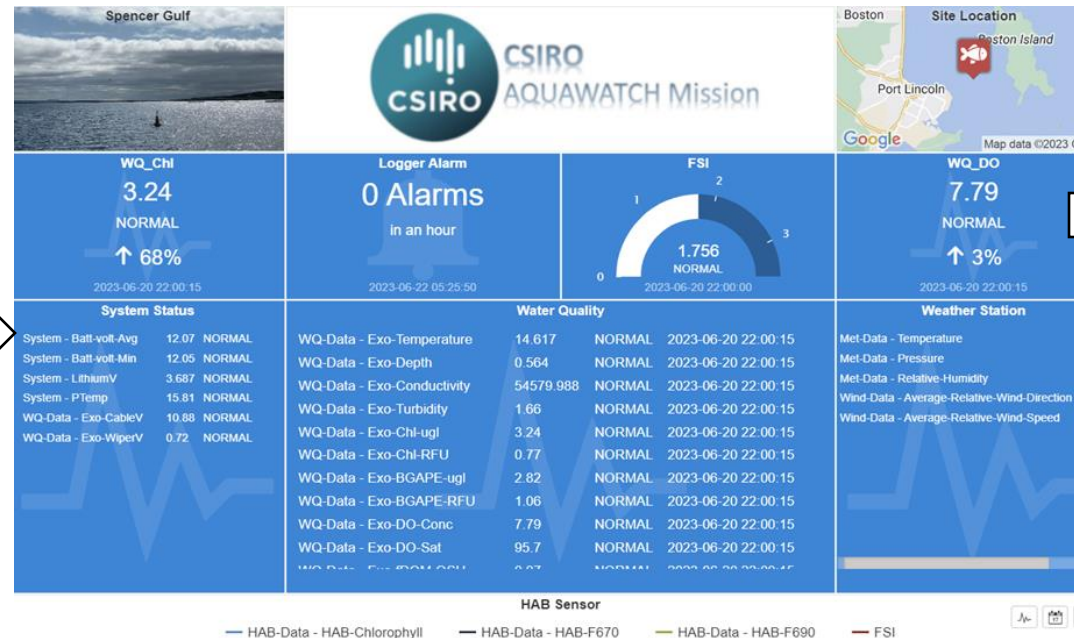 Spencer Gulf
CSIRO
CSIRO
AQUAWATCH Mission
Boston
Site Location
Boston Island
Port Lincoln
Google
Map data ©2023
WQ_Chl
3.24
NORMAL
↑ 68%
2023-06-20 22:00:15
Logger Alarm
0 Alarms
in an hour
2023-06-22 05:25:50
FSI
0
1
2
3
1.756
NORMAL
2023-06-20 22:00:00
WQ_DO
7.79
NORMAL
↑ 3%
2023-06-20 22:00:15
System Status
System - Batt-volt-Avg 12.07 NORMAL
System - Batt-volt-Min 12.05 NORMAL
System - LithiumV 3.687 NORMAL
System - PTemp 15.81 NORMAL
WQ-Data - Exo-CableV 10.88 NORMAL
WQ-Data - Exo-WiperV 0.72 NORMAL
Water Quality
WQ-Data - Exo-Temperature 14.617 NORMAL 2023-06-20 22:00:15
WQ-Data - Exo-Depth 0.564 NORMAL 2023-06-20 22:00:15
WQ-Data - Exo-Conductivity 54579.988 NORMAL 2023-06-20 22:00:15
WQ-Data - Exo-Turbidity 1.66 NORMAL 2023-06-20 22:00:15
WQ-Data - Exo-Chl-ugl 3.24 NORMAL 2023-06-20 22:00:15
WQ-Data - Exo-Chl-RFU 0.77 NORMAL 2023-06-20 22:00:15
WQ-Data - Exo-BGAPE-ugl 2.82 NORMAL 2023-06-20 22:00:15
WQ-Data - Exo-BGAPE-RFU 1.06 NORMAL 2023-06-20 22:00:15
WQ-Data - Exo-DO-Conc 7.79 NORMAL 2023-06-20 22:00:15
WQ-Data - Exo-DO-Sat 95.7 NORMAL 2023-06-20 22:00:15
Weather Station
Met-Data - Temperature
Met-Data - Pressure
Met-Data - Relative-Humidity
Wind-Data - Average-Relative-Wind-Direction
Wind-Data - Average-Relative-Wind-Speed
HAB Sensor
HAB-Data - HAB-Chlorophyll HAB-Data - HAB-F670 HAB-Data - HAB-F690 FSI